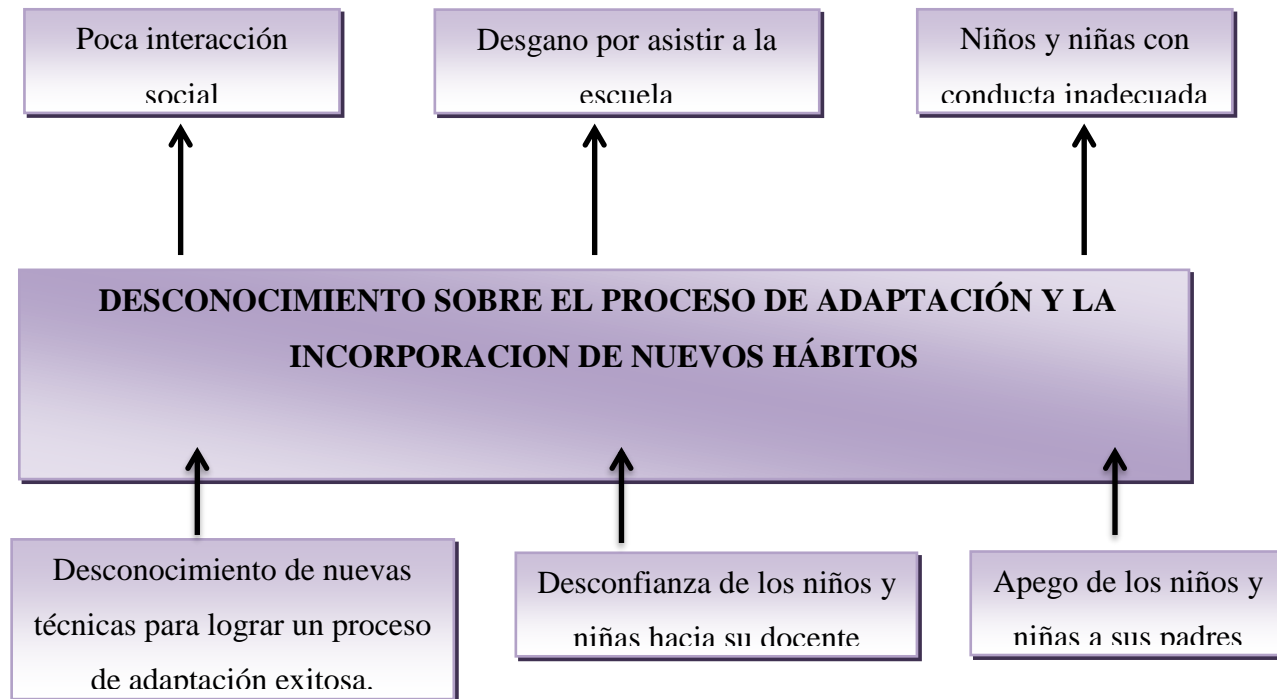 Poca interacción
social
Desgano por asistir a la
escuela
Niños y niñas con
conducta inadecuada
DESCONOCIMIENTO SOBRE EL PROCESO DE ADAPTACIÓN Y LA
INCORPORACION DE NUEVOS HÁBITOS
Desconocimiento de nuevas
técnicas para lograr un proceso
de adaptación exitosa.
Desconfianza de los niños y
niñas hacia su docente
Apego de los niños y
niñas a sus padres